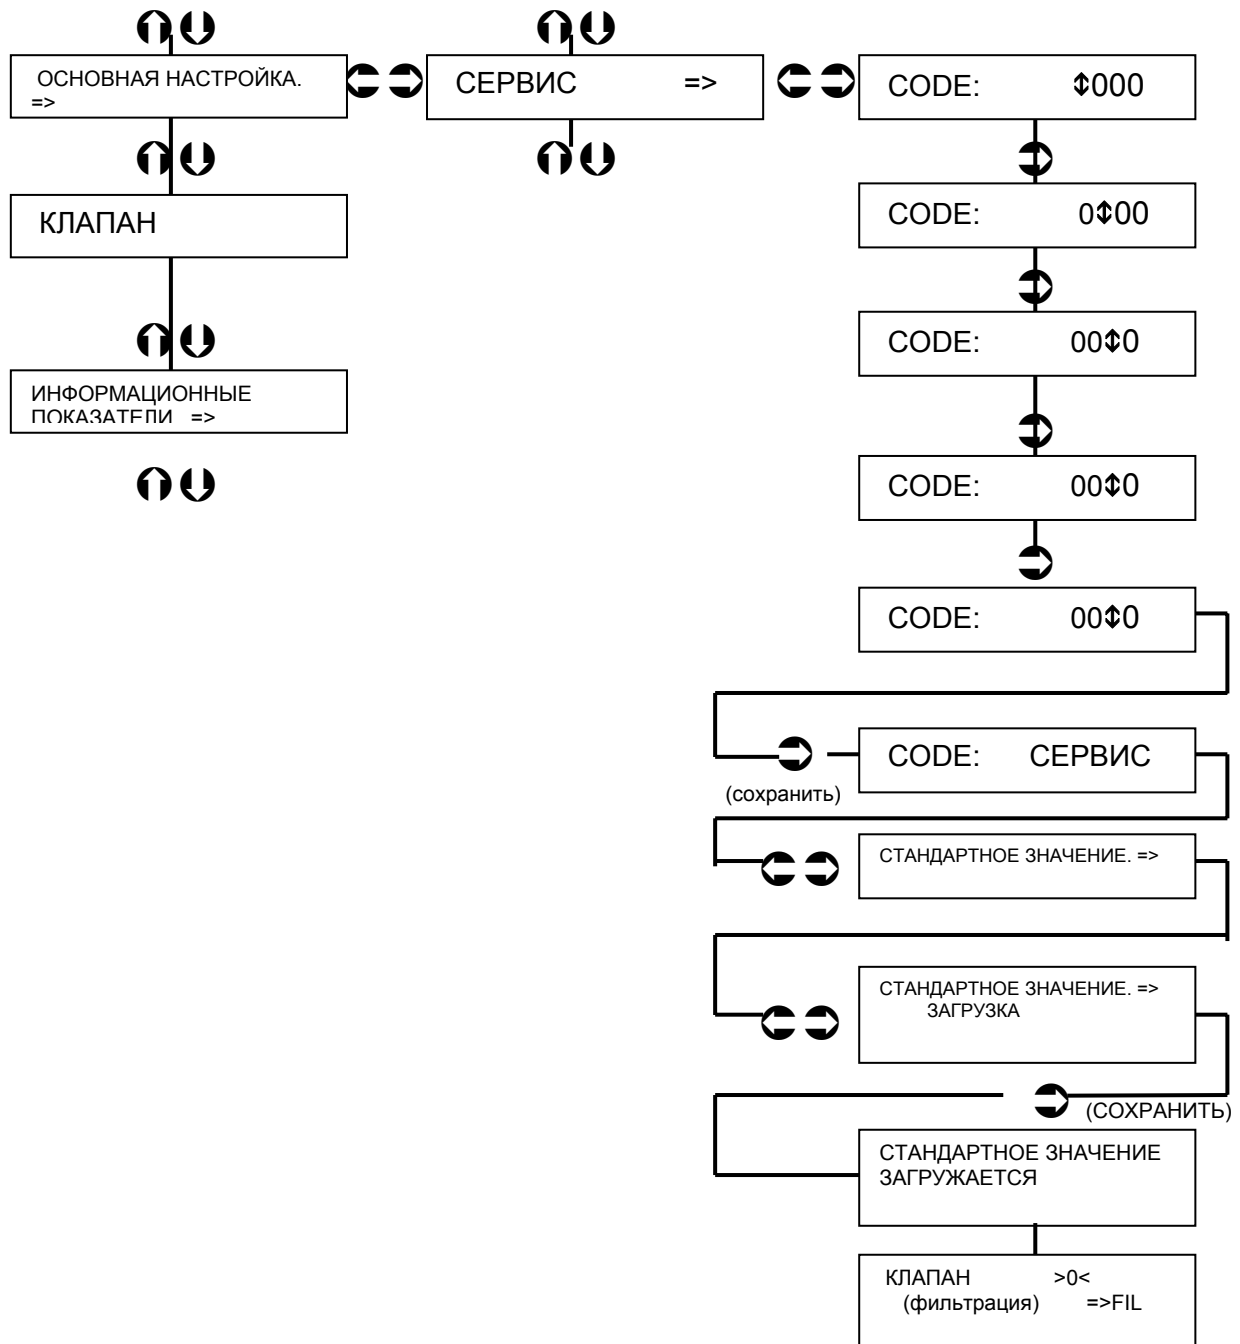 ОСНОВНАЯ НАСТРОЙКА.
=>
СЕРВИС =>
CODE: ⇕000
CODE: 0⇕00
КЛАПАН
CODE: 00⇕0
ИНФОРМАЦИОННЫЕ
ПОКАЗАТЕЛИ =>
CODE: 00⇕0
CODE: 00⇕0
CODE: СЕРВИС
(сохранить)
СТАНДАРТНОЕ ЗНАЧЕНИЕ. =>
СТАНДАРТНОЕ ЗНАЧЕНИЕ. =>
ЗАГРУЗКА
(СОХРАНИТЬ)
СТАНДАРТНОЕ ЗНАЧЕНИЕ
ЗАГРУЖАЕТСЯ
КЛАПАН >0<
(фильтрация) =>FIL